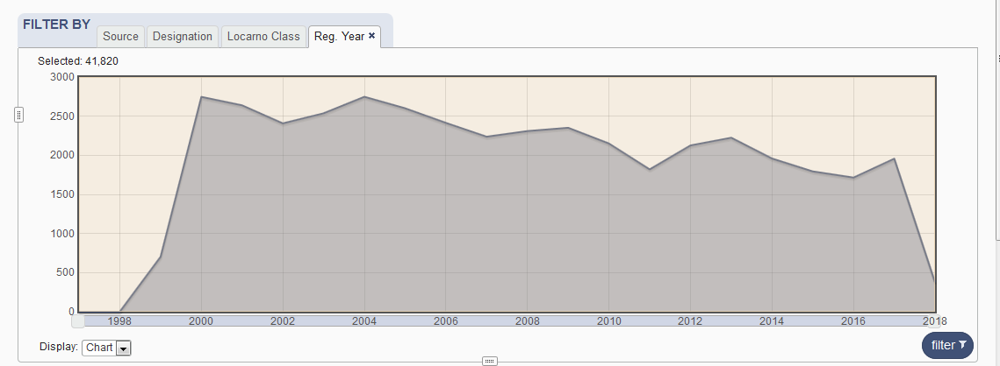 FILTER BY
Source Designation Locarno Class Reg. Year ×
Selected: 41,820
3000
2500
2000
1500
1000
500
0
1998 2000 2002 2004 2006 2008 2010 2012 2014 2016 2018
Display: Chart
filter